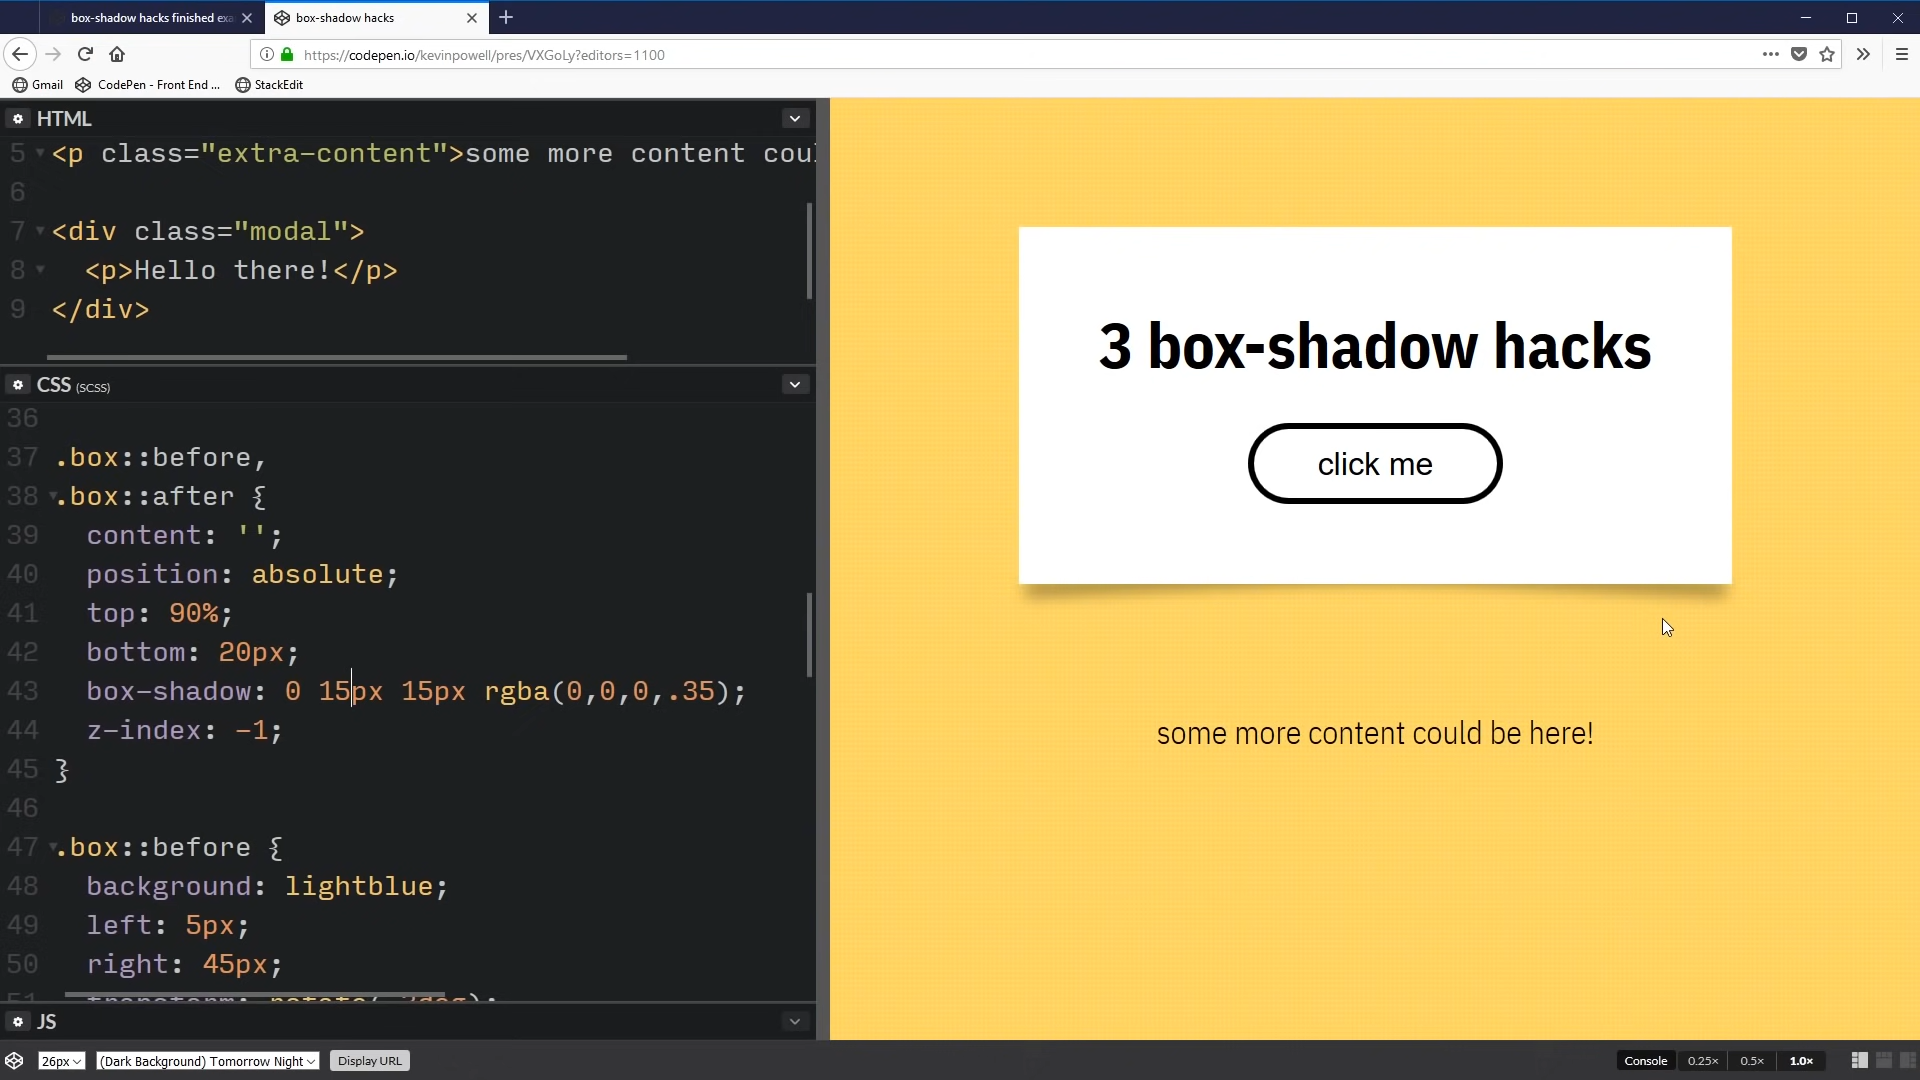 box-shadow hacks finished exa
box-shadow hacks
https://codepen.io/kevinpowell/pres/VXGoLy?editors=1100
Gmail
CodePen - Front End ...
StackEdit
HTML
5 <p class="extra-content">some more content cou
6
7 <div class="modal">
8 <p>Hello there!</p>
9 </div>
CSS (SCSS)
36
37 .box::before,
38 .box::after {
39 content: '';
40 position: absolute;
41 top: 90%;
42 bottom: 20px;
43 box-shadow: 0 15px 15px rgba(0,0,0,.35);
44 z-index: -1;
45 }
46
47 .box::before {
48 background: lightblue;
49 left: 5px;
50 right: 45px;
JS
26px
(Dark Background) Tomorrow Night
Display URL
3 box-shadow hacks
click me
some more content could be here!
Console
0.25×
0.5×
1.0×